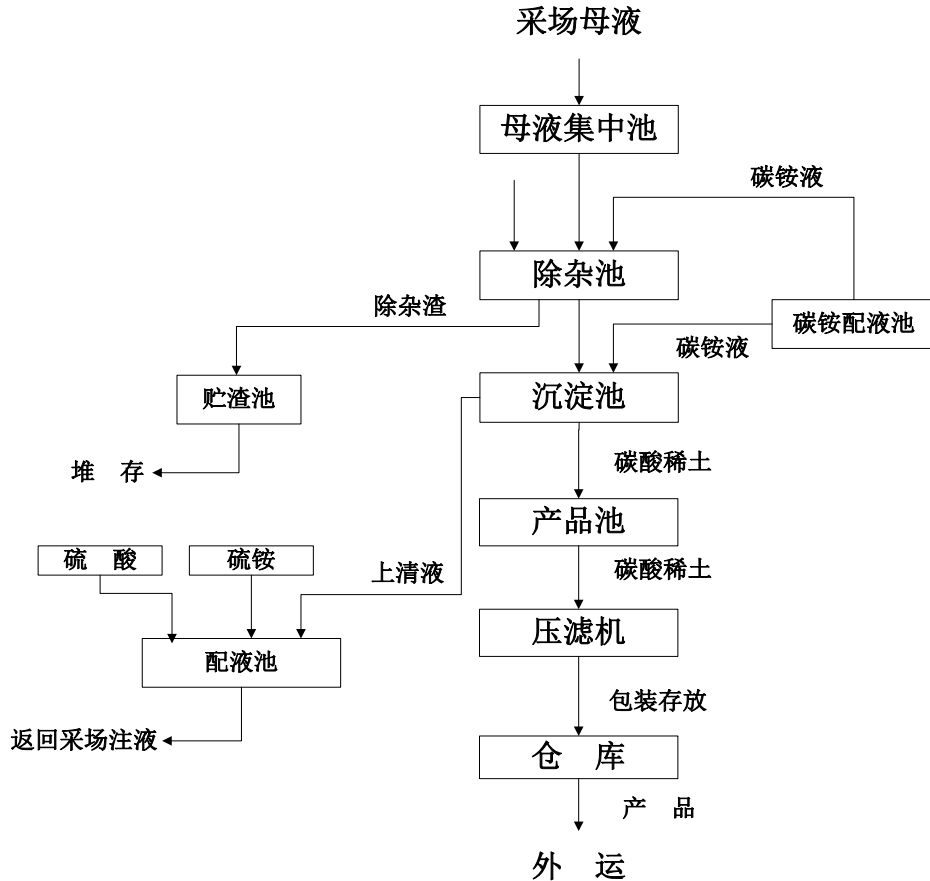 采场母液
母液集中池
碳铵液
除杂池
除杂渣
碳铵配液池
碳铵液
贮渣池
沉淀池
堆 存
碳酸稀土
产品池
硫 酸
硫铵
上清液
碳酸稀土
压滤机
配液池
包装存放
返回采场注液
仓 库
产 品
外 运